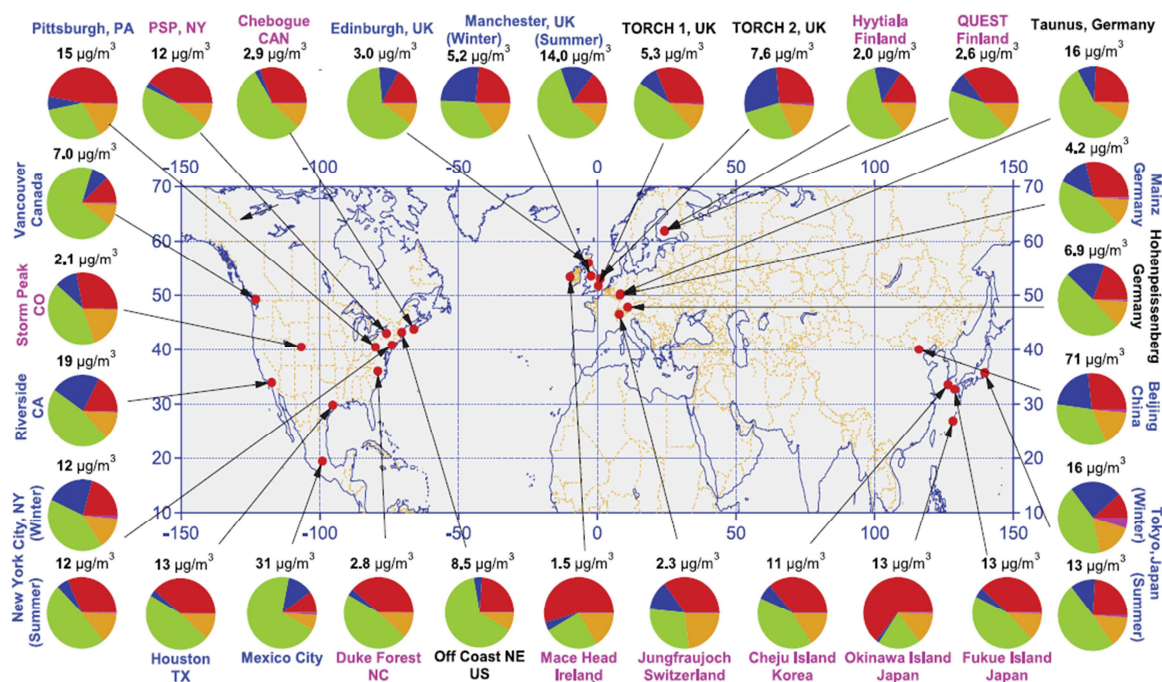 Pittsburgh, PA
15 µg/m³
PSP, NY
12 µg/m³
Chebogue
CAN
2.9 µg/m³
Edinburgh, UK
3.0 µg/m³
Manchester, UK
(Winter)
(Summer)
5.2 µg/m³
14.0 µg/m³
TORCH 1, UK
5.3 µg/m³
TORCH 2, UK
7.6 µg/m³
Hyytiala
Finland
2.0 µg/m³
QUEST
Finland
2.6 µg/m³
Taunus, Germany
16 µg/m³
7.0 µg/m³
Vancouver
Canada
2.1 µg/m³
Storm Peak
CO
19 µg/m³
Riverside
CA
12 µg/m³
New York City, NY
(Winter)
(Summer)
12 µg/m³
-150
-100
-50
0
50
100
150
70
60
50
40
30
20
10
70
60
50
40
30
20
10
-150
-100
-50
0
50
100
150
4.2 µg/m³
Mainz
Germany
6.9 µg/m³
Hohenpeissenberg
Germany
71 µg/m³
Beijing
China
16 µg/m³
Tokyo, Japan
(Winter)
(Summer)
13 µg/m³
13 µg/m³
Houston
TX
31 µg/m³
Mexico City
2.8 µg/m³
Duke Forest
NC
8.5 µg/m³
Off Coast NE
US
1.5 µg/m³
Mace Head
Ireland
2.3 µg/m³
Jungfraujoch
Switzerland
11 µg/m³
Cheju Island
Korea
13 µg/m³
Okinawa Island
Japan
13 µg/m³
Fukue Island
Japan